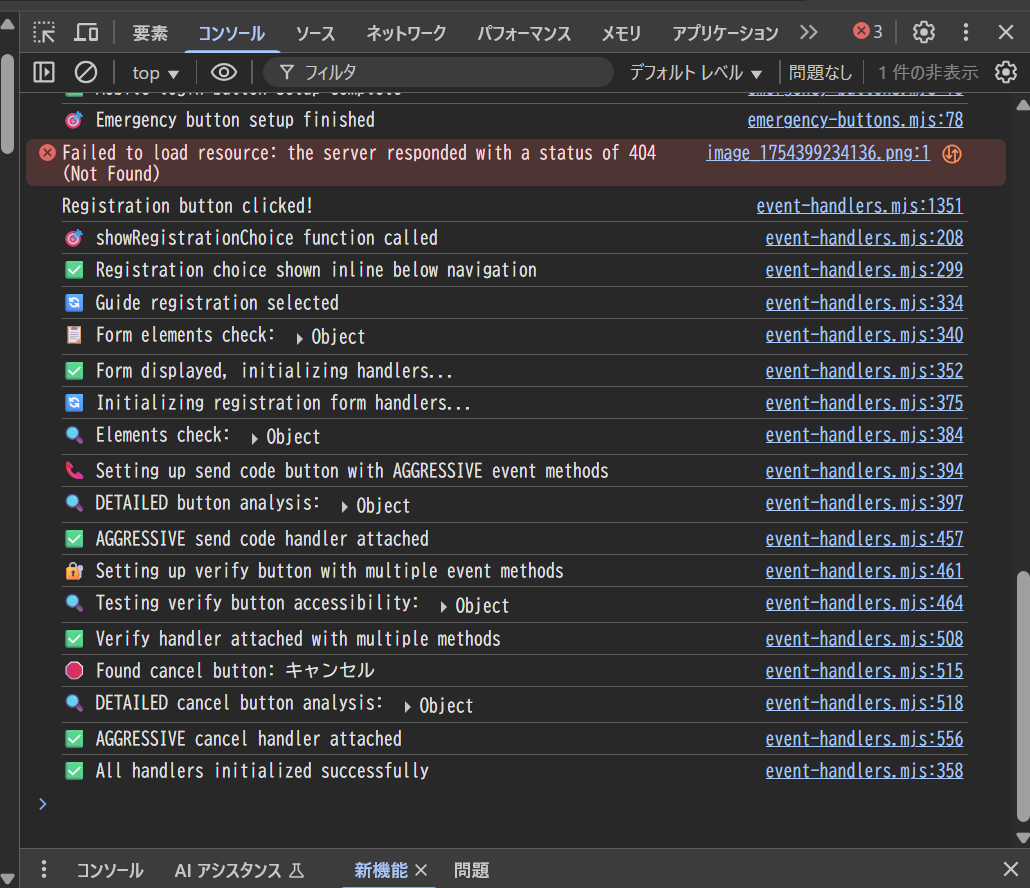 要素 コンソール ソース ネットワーク パフォーマンス メモリ アプリケーション 3
top フィルタ デフォルト レベル 問題なし 1 件の非表示
Emergency button setup finished emergency-buttons.mjs:78
Failed to load resource: the server responded with a status of 404 image_1754399234136.png:1
(Not Found)
Registration button clicked! event-handlers.mjs:1351
showRegistrationChoice function called event-handlers.mjs:208
Registration choice shown inline below navigation event-handlers.mjs:299
Guide registration selected event-handlers.mjs:334
Form elements check: Object event-handlers.mjs:340
Form displayed, initializing handlers... event-handlers.mjs:352
Initializing registration form handlers... event-handlers.mjs:375
Elements check: Object event-handlers.mjs:384
Setting up send code button with AGGRESSIVE event methods event-handlers.mjs:394
DETAILED button analysis: Object event-handlers.mjs:397
AGGRESSIVE send code handler attached event-handlers.mjs:457
Setting up verify button with multiple event methods event-handlers.mjs:461
Testing verify button accessibility: Object event-handlers.mjs:464
Verify handler attached with multiple methods event-handlers.mjs:508
Found cancel button: キャンセル event-handlers.mjs:515
DETAILED cancel button analysis: Object event-handlers.mjs:518
AGGRESSIVE cancel handler attached event-handlers.mjs:556
All handlers initialized successfully event-handlers.mjs:358
コンソール AI アシスタンス 新機能 問題